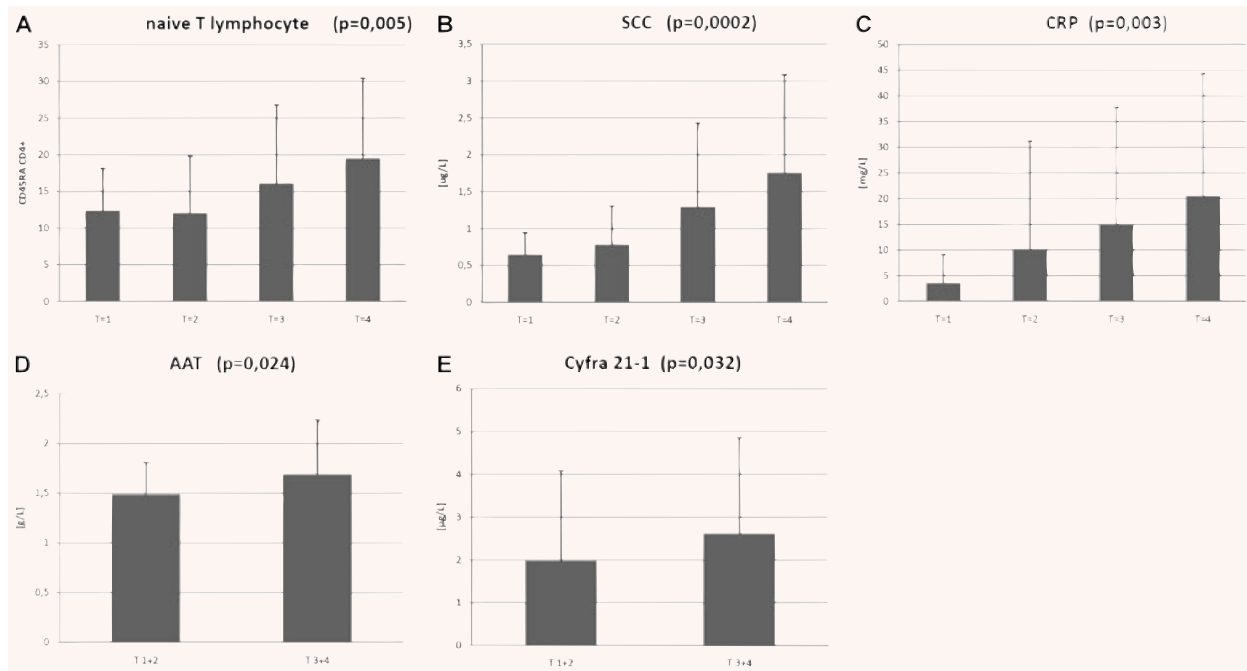 A naive T lymphocyte (p=0,005)
35
30
25
20
15
10
5
0
CD45RA CD4+
T=1 T=2 T=3 T=4
B SCC (p=0,0002)
3,5
3
2,5
2
1,5
1
0,5
0
[ug/L]
T=1 T=2 T=3 T=4
C CRP (p=0,003)
50
45
40
35
30
25
20
15
10
5
0
[mg/L]
T=1 T=2 T=3 T=4
D AAT (p=0,024)
2,5
2
1,5
1
0,5
0
[g/L]
T 1+2 T 3+4
E Cyfra 21-1 (p=0,032)
6
5
4
3
2
1
0
[µg/L]
T 1+2 T 3+4